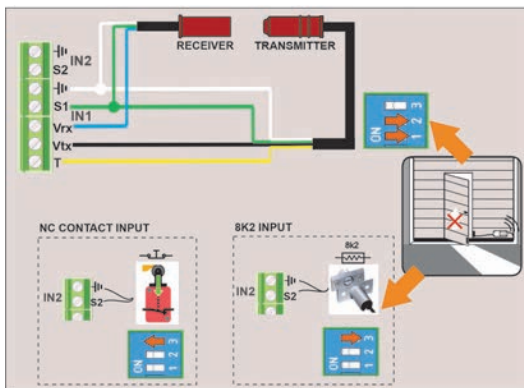 RECEIVER
TRANSMITTER
IN2
S2
S1
IN1
Vrx
Vtx
T
ON
1 2 3
NC CONTACT INPUT
IN2
S2
ON
1 2 3
8K2 INPUT
8k2
IN2
S2
ON
1 2 3